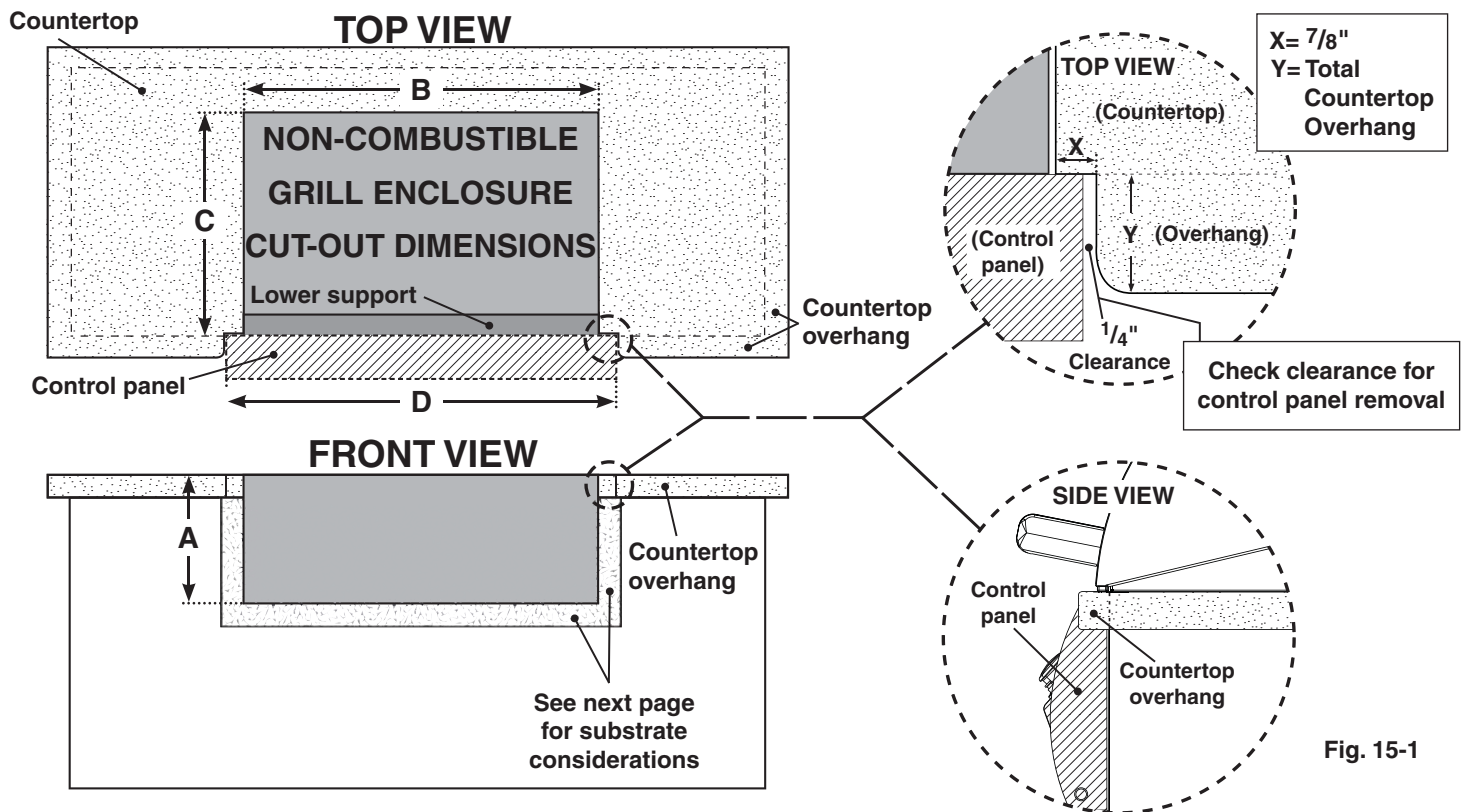 Countertop
TOP VIEW
B
NON-COMBUSTIBLE
GRILL ENCLOSURE
CUT-OUT DIMENSIONS
C
Lower support
Control panel
Countertop
overhang
D
X= 7/8"
Y= Total
Countertop
Overhang
TOP VIEW
(Countertop)
X
(Control
panel)
Y
(Overhang)
1/4"
Clearance
Check clearance for
control panel removal
FRONT VIEW
A
Countertop
overhang
See next page
for substrate
considerations
SIDE VIEW
Control
panel
Countertop
overhang
Fig. 15-1